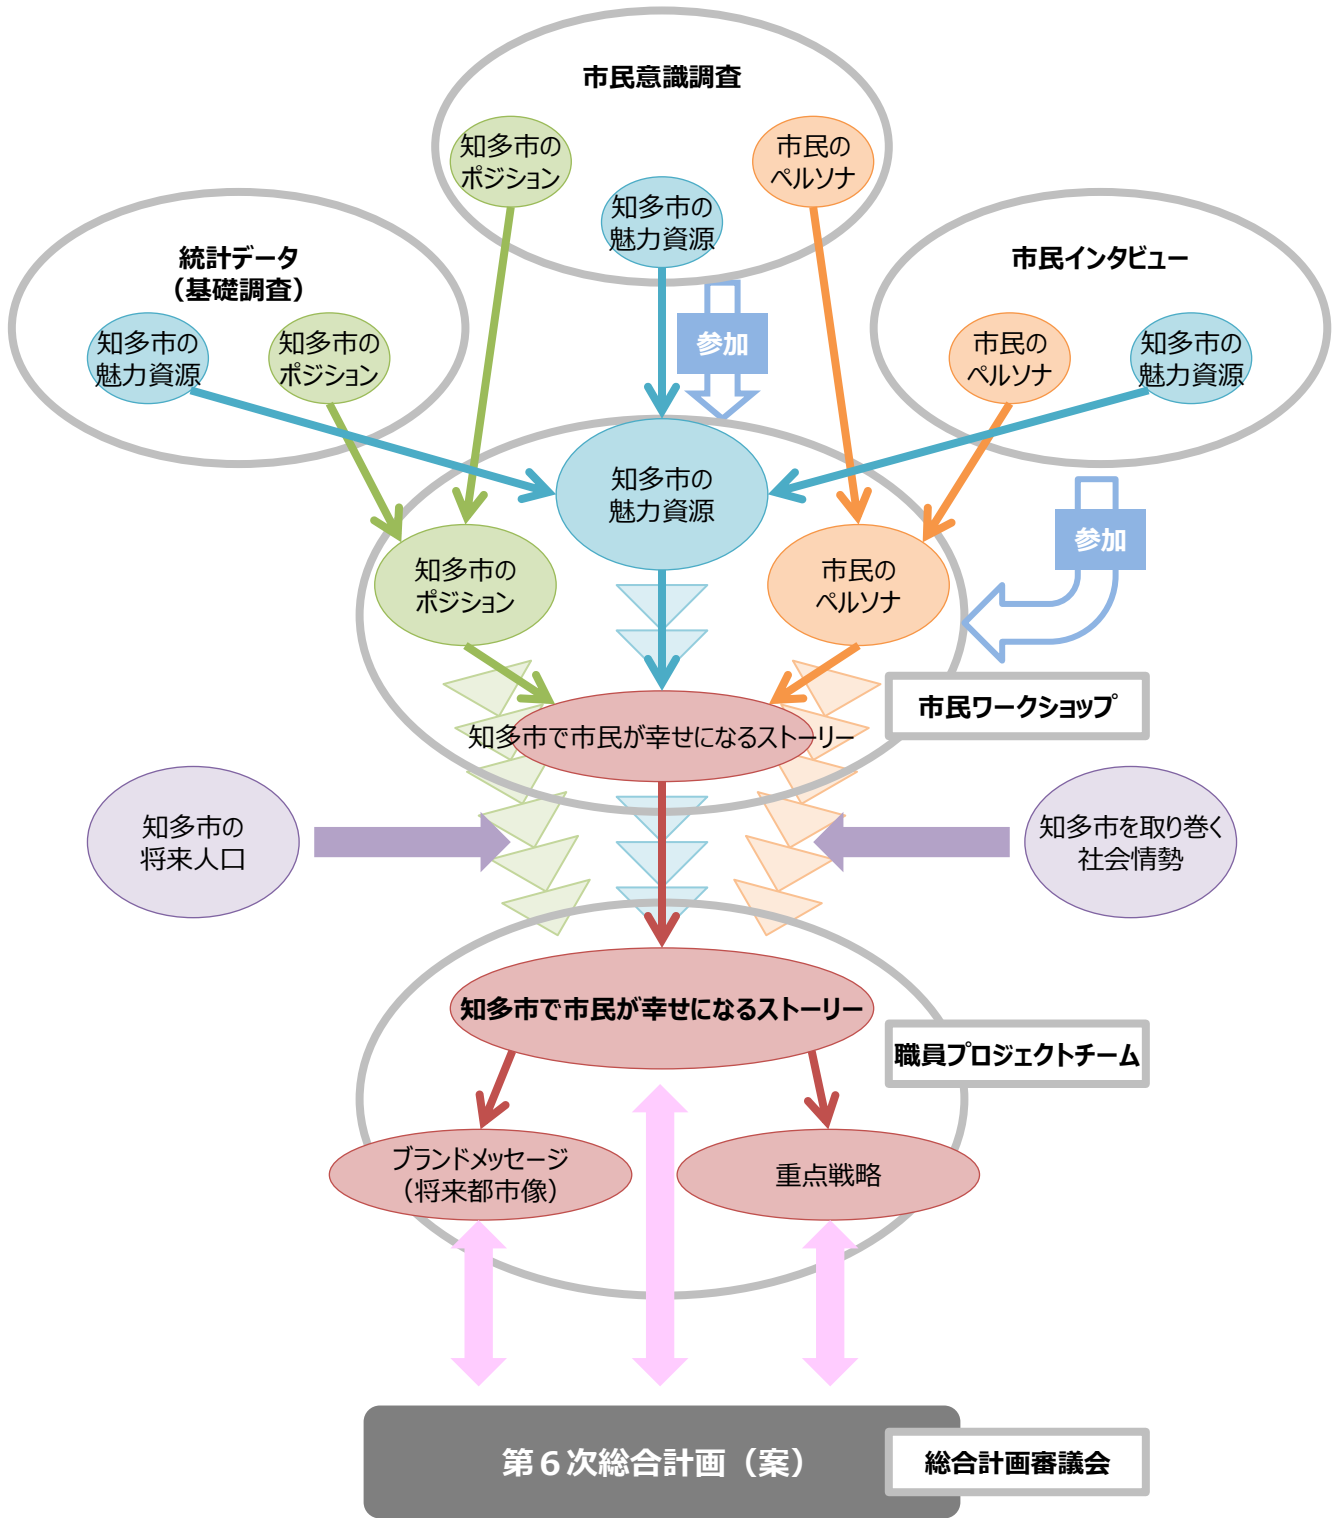 市民意識調査
知多市の
ポジション
市民の
ペルソナ
知多市の
魅力資源
統計データ
（基礎調査）
知多市の
魅力資源
知多市の
ポジション
市民インタビュー
市民の
ペルソナ
知多市の
魅力資源
参加
知多市の
魅力資源
参加
知多市の
ポジション
市民の
ペルソナ
市民ワークショップ
知多市で市民が幸せになるストーリー
知多市の
将来人口
知多市を取り巻く
社会情勢
知多市で市民が幸せになるストーリー
職員プロジェクトチーム
ブランドメッセージ
（将来都市像）
重点戦略
第６次総合計画（案）
総合計画審議会